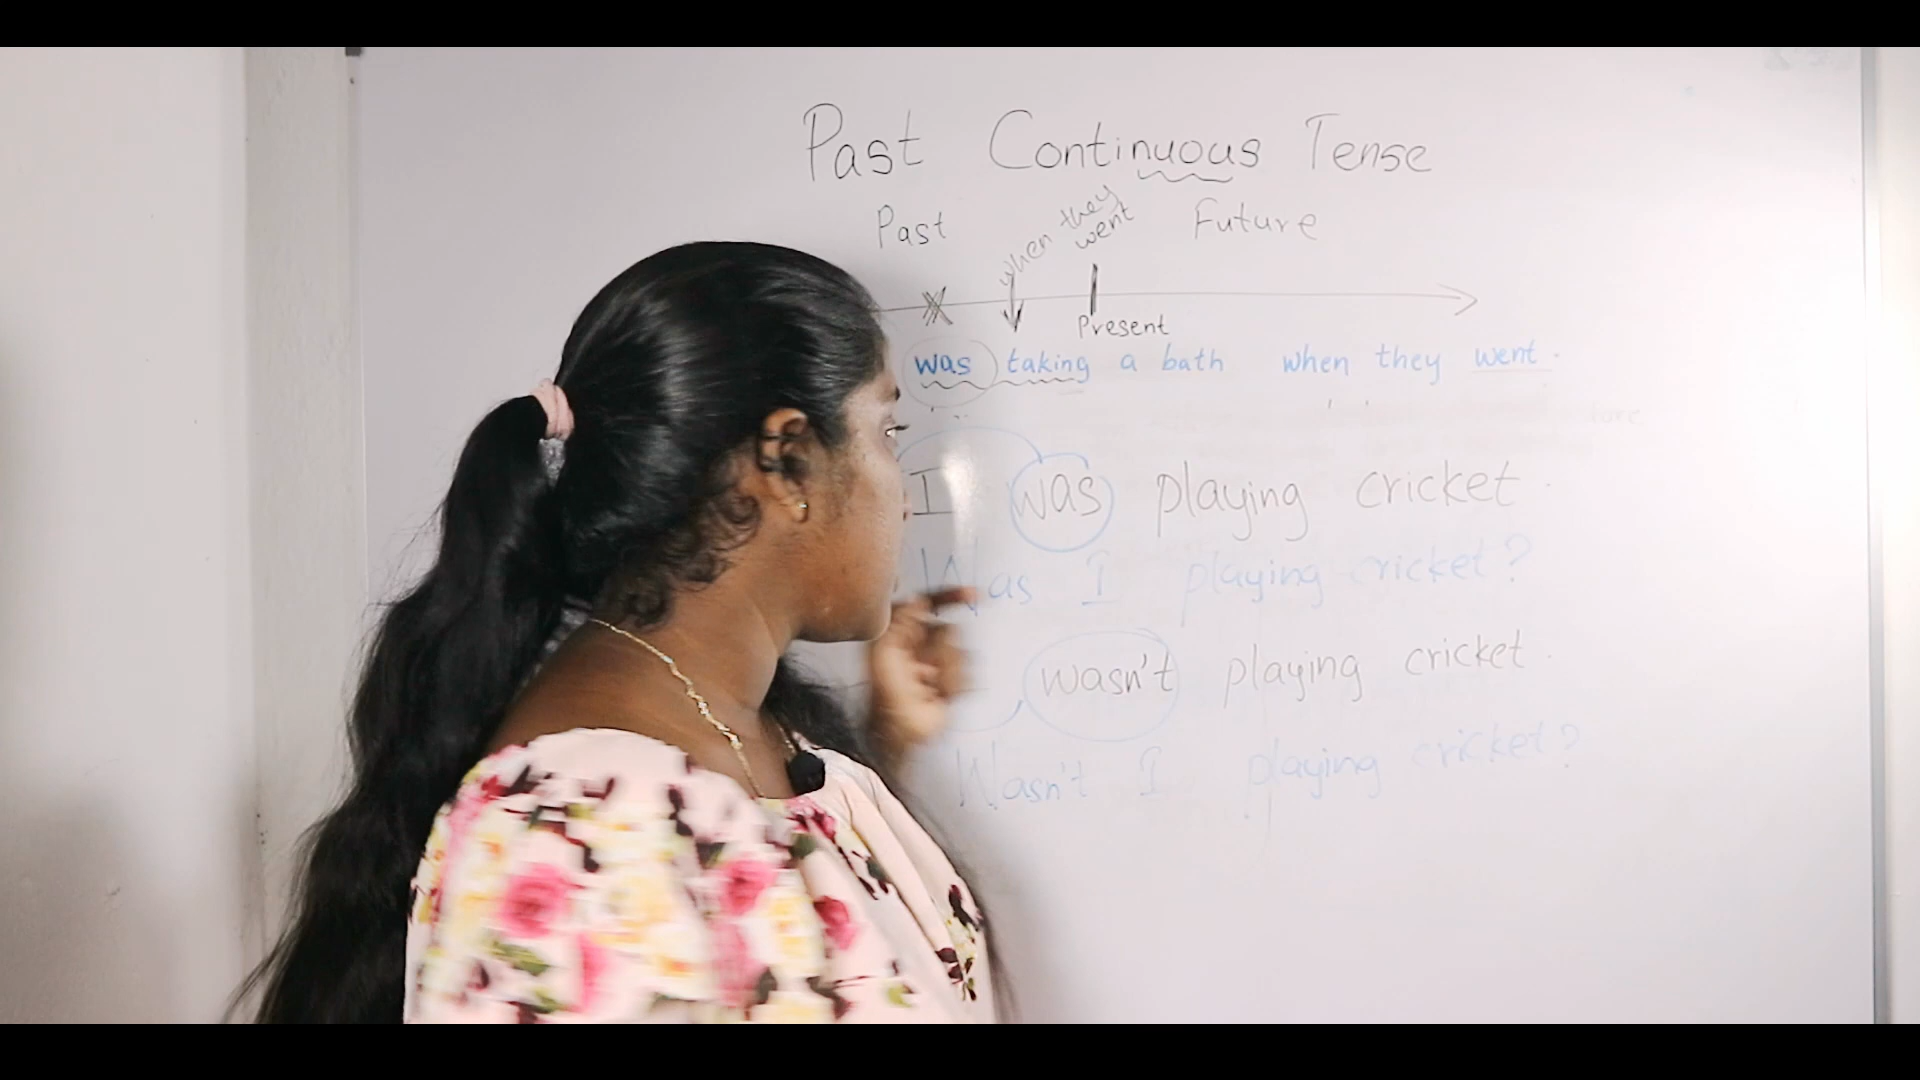 Past Continuous Tense
Past when they went Future
Present
was taking a bath when they went.
I was playing cricket.
Was I playing cricket?
wasn't playing cricket.
Wasn't I playing cricket?